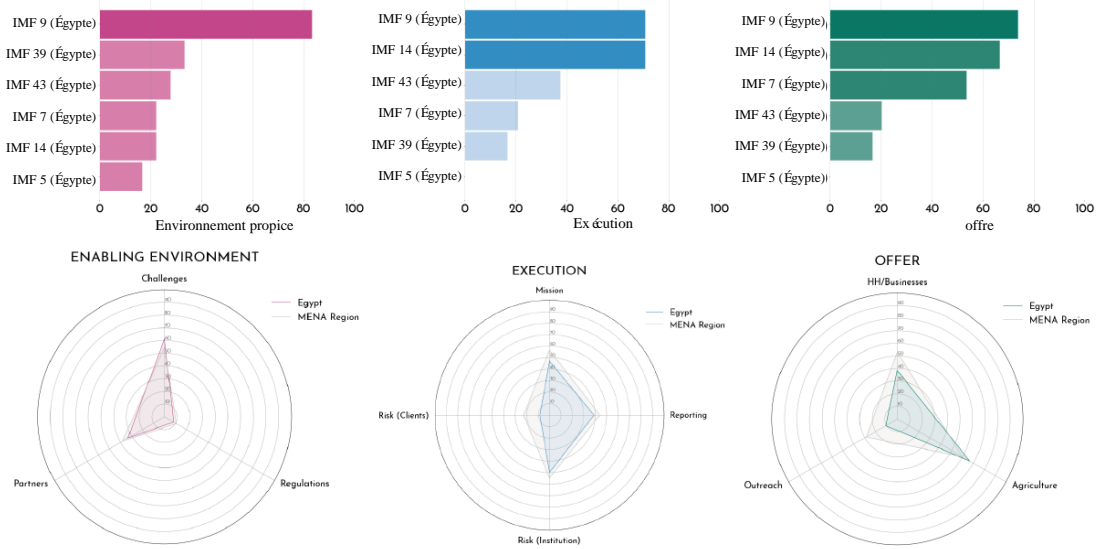 IMF 9 (Égypte)
IMF 39 (Égypte)
IMF 43 (Égypte)
IMF 7 (Égypte)
IMF 14 (Égypte)
IMF 5 (Égypte)
0 20 40 60 80 100
Environnement propice
IMF 9 (Égypte)
IMF 14 (Égypte)
IMF 43 (Égypte)
IMF 7 (Égypte)
IMF 39 (Égypte)
IMF 5 (Égypte)
0 20 40 60 80 100
Ex écution
IMF 9 (Égypte)
IMF 14 (Égypte)
IMF 7 (Égypte)
IMF 43 (Égypte)
IMF 39 (Égypte)
IMF 5 (Égypte)
0 20 40 60 80 100
offre
ENABLING ENVIRONMENT
Challenges
Egypt
MENA Region
Partners
Regulations
EXECUTION
Mission
Egypt
MENA Region
Risk (Clients)
Reporting
Risk (Institution)
OFFER
HH/Businesses
Egypt
MENA Region
Outreach
Agriculture